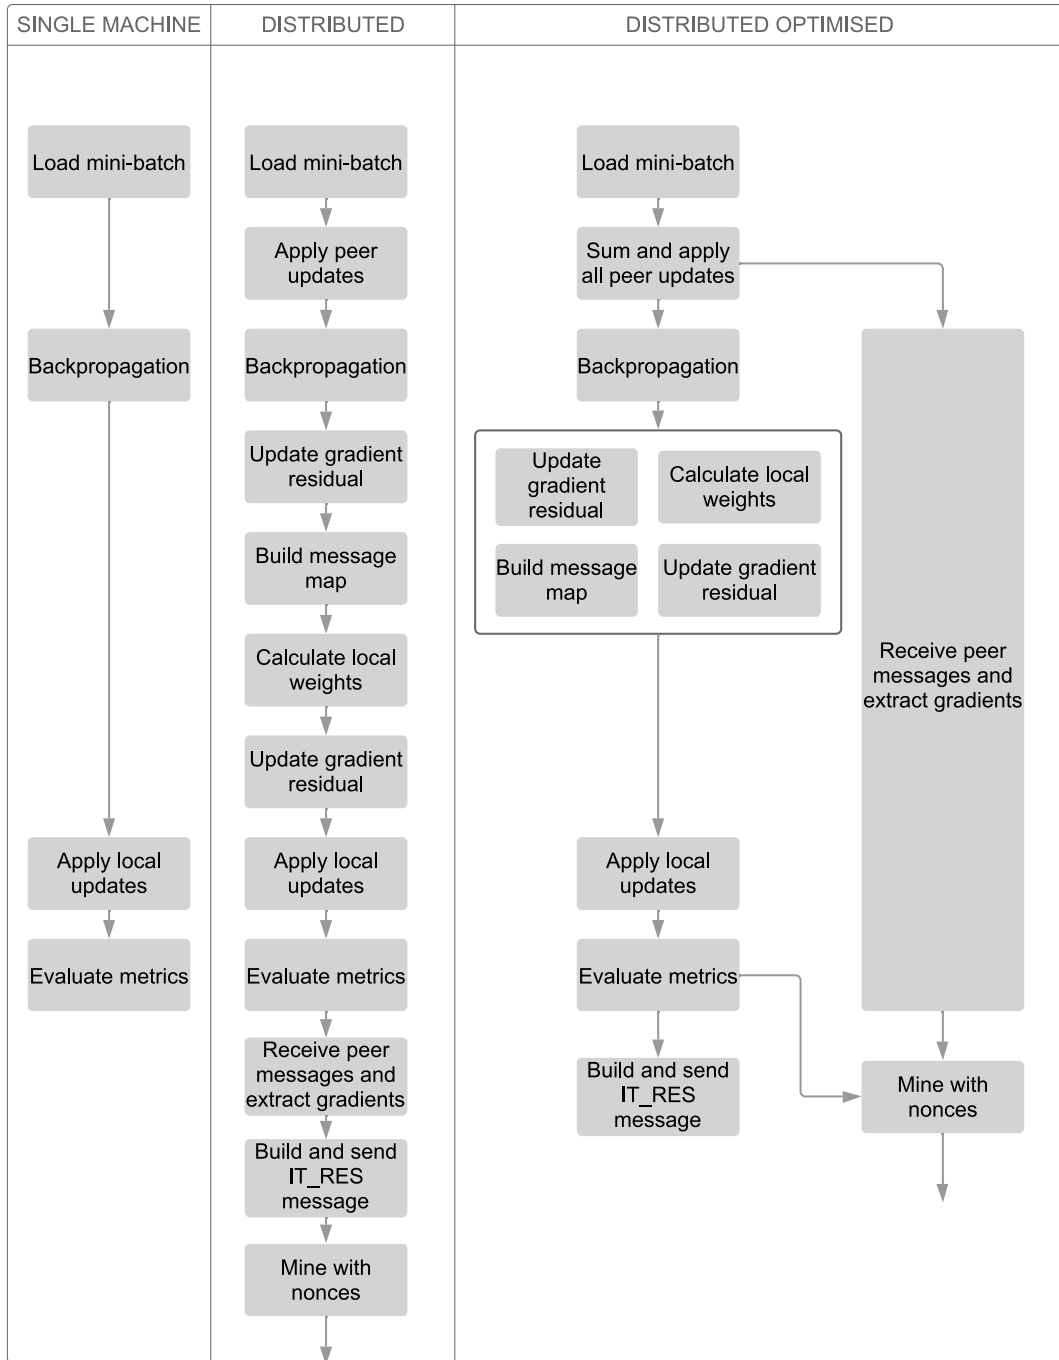 SINGLE MACHINE
DISTRIBUTED
DISTRIBUTED OPTIMISED
Load mini-batch
Backpropagation
Apply local
updates
Evaluate metrics
Load mini-batch
Apply peer
updates
Backpropagation
Update gradient
residual
Build message
map
Calculate local
weights
Update gradient
residual
Apply local
updates
Evaluate metrics
Receive peer
messages and
extract gradients
Build and send
IT_RES
message
Mine with
nonces
Load mini-batch
Sum and apply
all peer updates
Backpropagation
Update
gradient
residual
Calculate local
weights
Build message
map
Update gradient
residual
Apply local
updates
Evaluate metrics
Build and send
IT_RES
message
Receive peer
messages and
extract gradients
Mine with
nonces